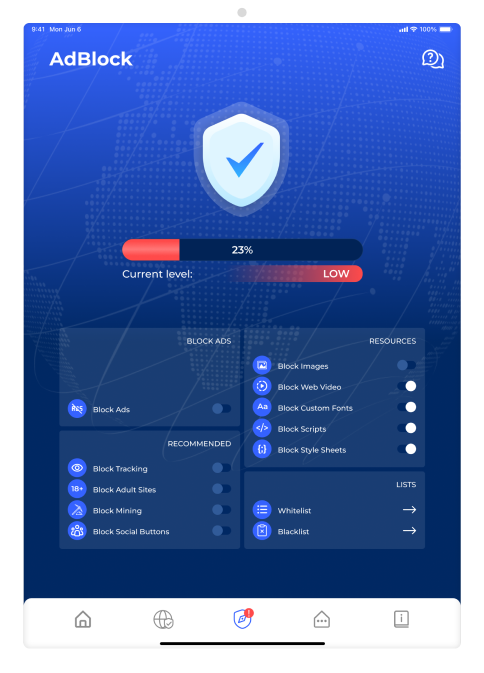 9:41 Mon Jun 6
100%
AdBlock
23%
Current level:
LOW
BLOCK ADS
ADS
Block Ads
RECOMMENDED
Block Tracking
18+
Block Adult Sites
Block Mining
Block Social Buttons
RESOURCES
Block Images
Block Web Video
Aa
Block Custom Fonts
</>
Block Scripts
{;}
Block Style Sheets
LISTS
Whitelist
Blacklist